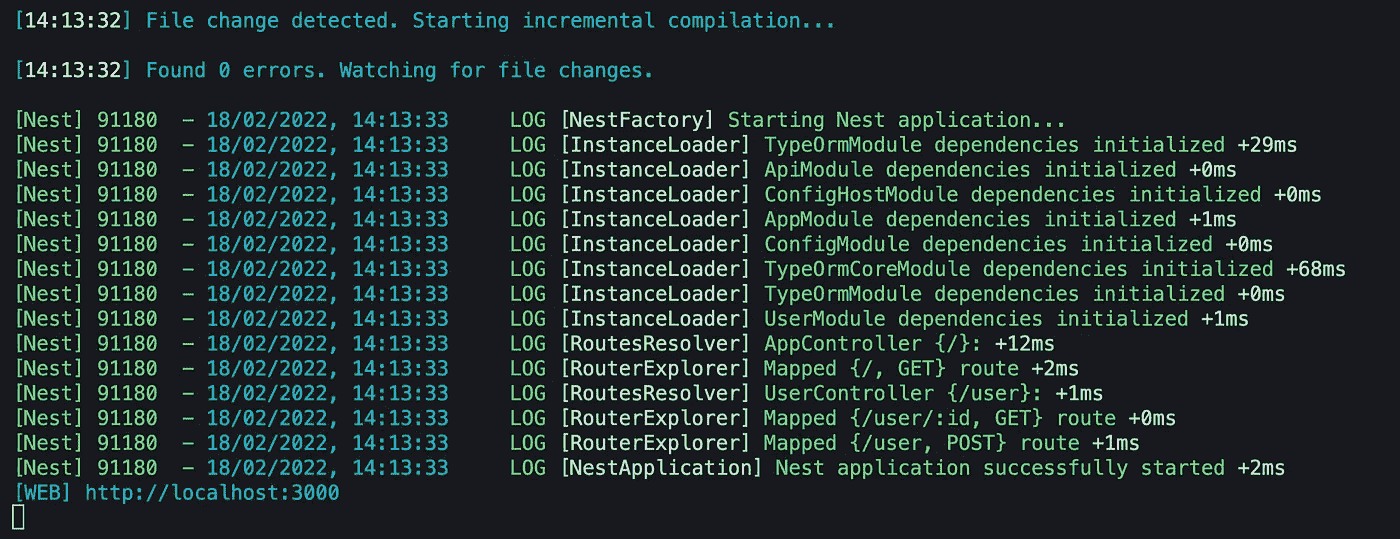 [14:13:32] File change detected. Starting incremental compilation...
[14:13:32] Found 0 errors. Watching for file changes.
[Nest] 91180  - 18/02/2022, 14:13:33     LOG [NestFactory] Starting Nest application...
[Nest] 91180  - 18/02/2022, 14:13:33     LOG [InstanceLoader] TypeOrmModule dependencies initialized +29ms
[Nest] 91180  - 18/02/2022, 14:13:33     LOG [InstanceLoader] ApiModule dependencies initialized +0ms
[Nest] 91180  - 18/02/2022, 14:13:33     LOG [InstanceLoader] ConfigHostModule dependencies initialized +0ms
[Nest] 91180  - 18/02/2022, 14:13:33     LOG [InstanceLoader] AppModule dependencies initialized +1ms
[Nest] 91180  - 18/02/2022, 14:13:33     LOG [InstanceLoader] ConfigModule dependencies initialized +0ms
[Nest] 91180  - 18/02/2022, 14:13:33     LOG [InstanceLoader] TypeOrmCoreModule dependencies initialized +68ms
[Nest] 91180  - 18/02/2022, 14:13:33     LOG [InstanceLoader] TypeOrmModule dependencies initialized +0ms
[Nest] 91180  - 18/02/2022, 14:13:33     LOG [InstanceLoader] UserModule dependencies initialized +1ms
[Nest] 91180  - 18/02/2022, 14:13:33     LOG [RoutesResolver] AppController {/}: +12ms
[Nest] 91180  - 18/02/2022, 14:13:33     LOG [RouterExplorer] Mapped {/, GET} route +2ms
[Nest] 91180  - 18/02/2022, 14:13:33     LOG [RoutesResolver] UserController {/user}: +1ms
[Nest] 91180  - 18/02/2022, 14:13:33     LOG [RouterExplorer] Mapped {/user/:id, GET} route +0ms
[Nest] 91180  - 18/02/2022, 14:13:33     LOG [RouterExplorer] Mapped {/user, POST} route +1ms
[Nest] 91180  - 18/02/2022, 14:13:33     LOG [NestApplication] Nest application successfully started +2ms
[WEB] http://localhost:3000